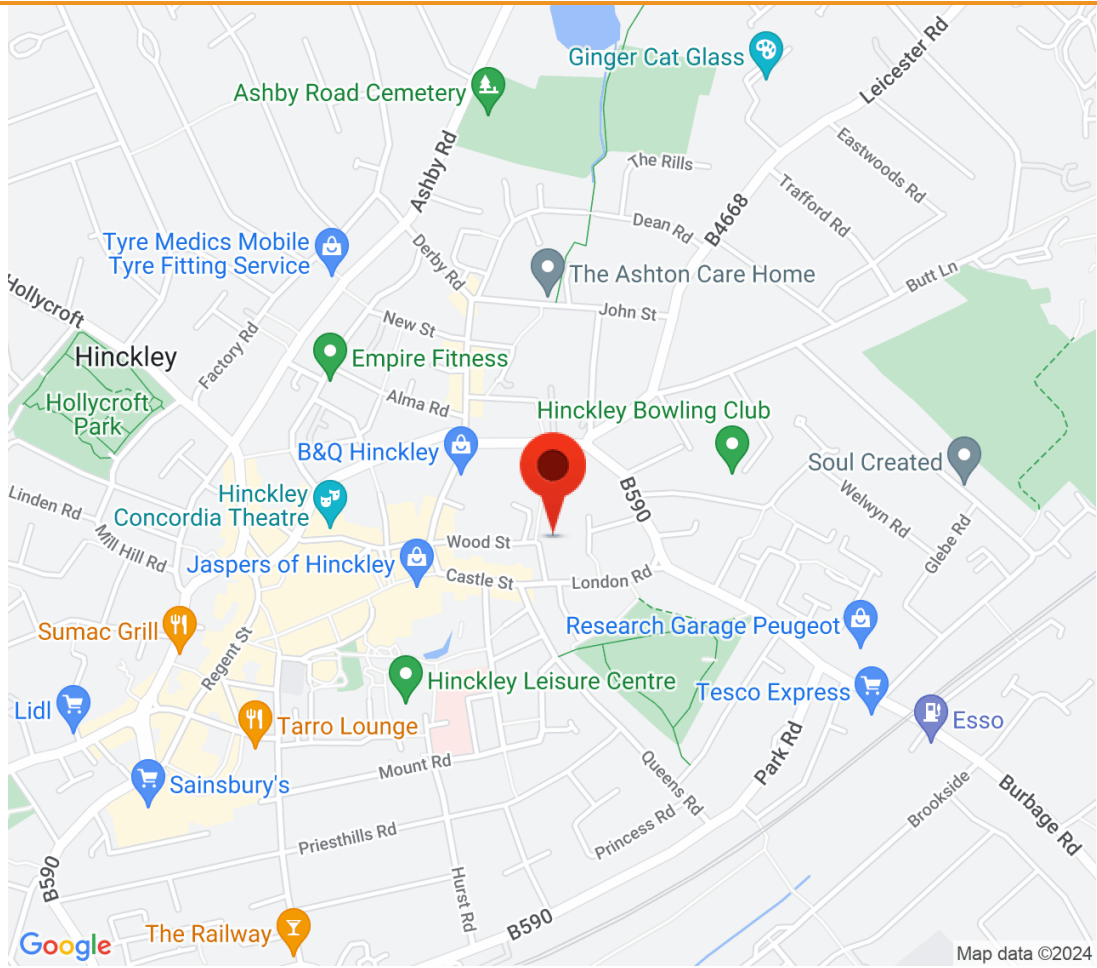 Ginger Cat Glass
Leicester Rd
Ashby Road Cemetery
Ashby Rd
Eastwoods Rd
The Rills
Trafford Rd
Dean Rd
B4668
Tyre Medics Mobile
Tyre Fitting Service
Derby Rd
The Ashton Care Home
Butt Ln
Hollycroft
John St
New St
Factory Rd
Hinckley
Empire Fitness
Hollycroft
Park
Alma Rd
Hinckley Bowling Club
B&Q Hinckley
Soul Created
Linden Rd
Hinckley
Concordia Theatre
B590
Welwyn Rd
Mill Hill Rd
Wood St
Glebe Rd
Jaspers of Hinckley
Castle St
London Rd
Sumac Grill
Research Garage Peugeot
Regent St
Hinckley Leisure Centre
Tesco Express
Lidl
Tarro Lounge
Esso
Park Rd
Mount Rd
Queens Rd
Sainsbury's
Brookside
Burbage Rd
Priesthills Rd
Princess Rd
B590
Hurst Rd
B590
The Railway
Google
Map data ©2024